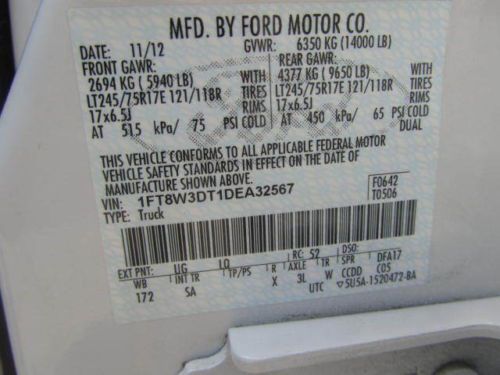 MFD. BY FORD MOTOR CO.
DATE: 11/12 GVWR: 6350 KG (14000 LB)
FRONT GAWR: REAR GAWR:
2694 KG ( 5940 LB) WITH 4377 KG ( 9650 LB) WITH
LT245/75R17E 121/118R TIRES LT245/75R17E 121/118R TIRES
17x6.5J RIMS 17x6.5J RIMS
AT 515 kPa/ 75 PSI COLD AT 450 kPa/ 65 PSI COLD
DUAL
THIS VEHICLE CONFORMS TO ALL APPLICABLE FEDERAL MOTOR
VEHICLE SAFETY STANDARDS IN EFFECT ON THE DATE OF
MANUFACTURE SHOWN ABOVE.
VIN: 1FT8W3DT1DEA32567 F0642
TYPE: Truck T0506
EXT PNT: UG UQ RC: 52 DSO:
WB INT TR TP/PS R AXLE TR SPR DFA17
172 SA X 3L W CCDD C05
UTC ▽5U5A-1520472-BA